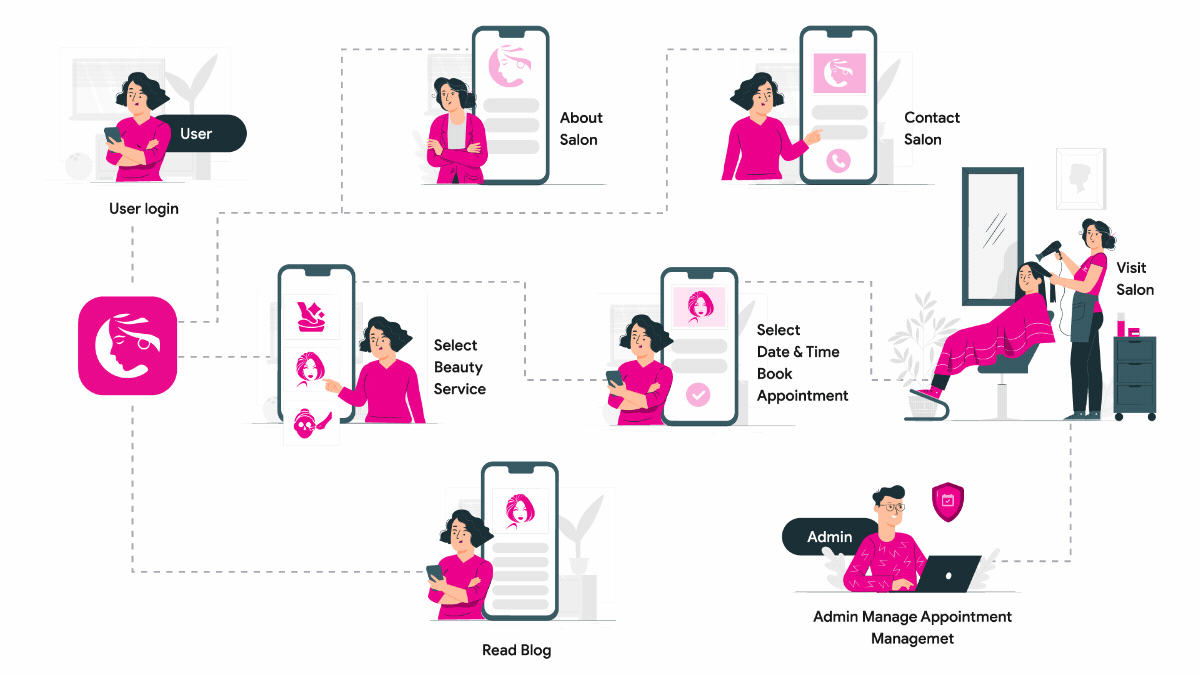 User
User login
About
Salon
Contact
Salon
Visit
Salon
Select
Beauty
Service
Select
Date & Time
Book
Appointment
Read Blog
Admin
Admin Manage Appointment
Managemet